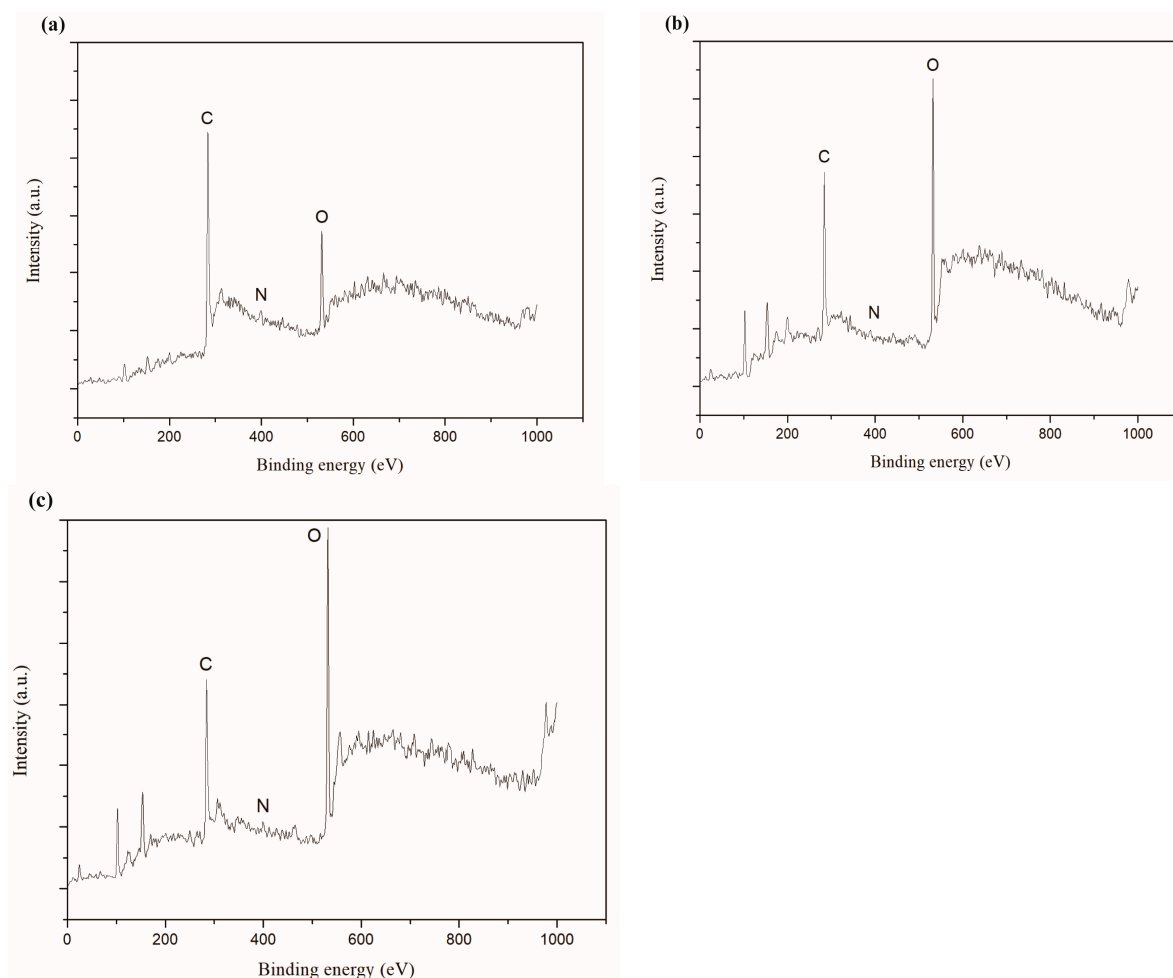 (a)
C
N
O
Intensity (a.u.)
0 200 400 600 800 1000
Binding energy (eV)
(b)
C
N
O
Intensity (a.u.)
0 200 400 600 800 1000
Binding energy (eV)
(c)
C
N
O
Intensity (a.u.)
0 200 400 600 800 1000
Binding energy (eV)